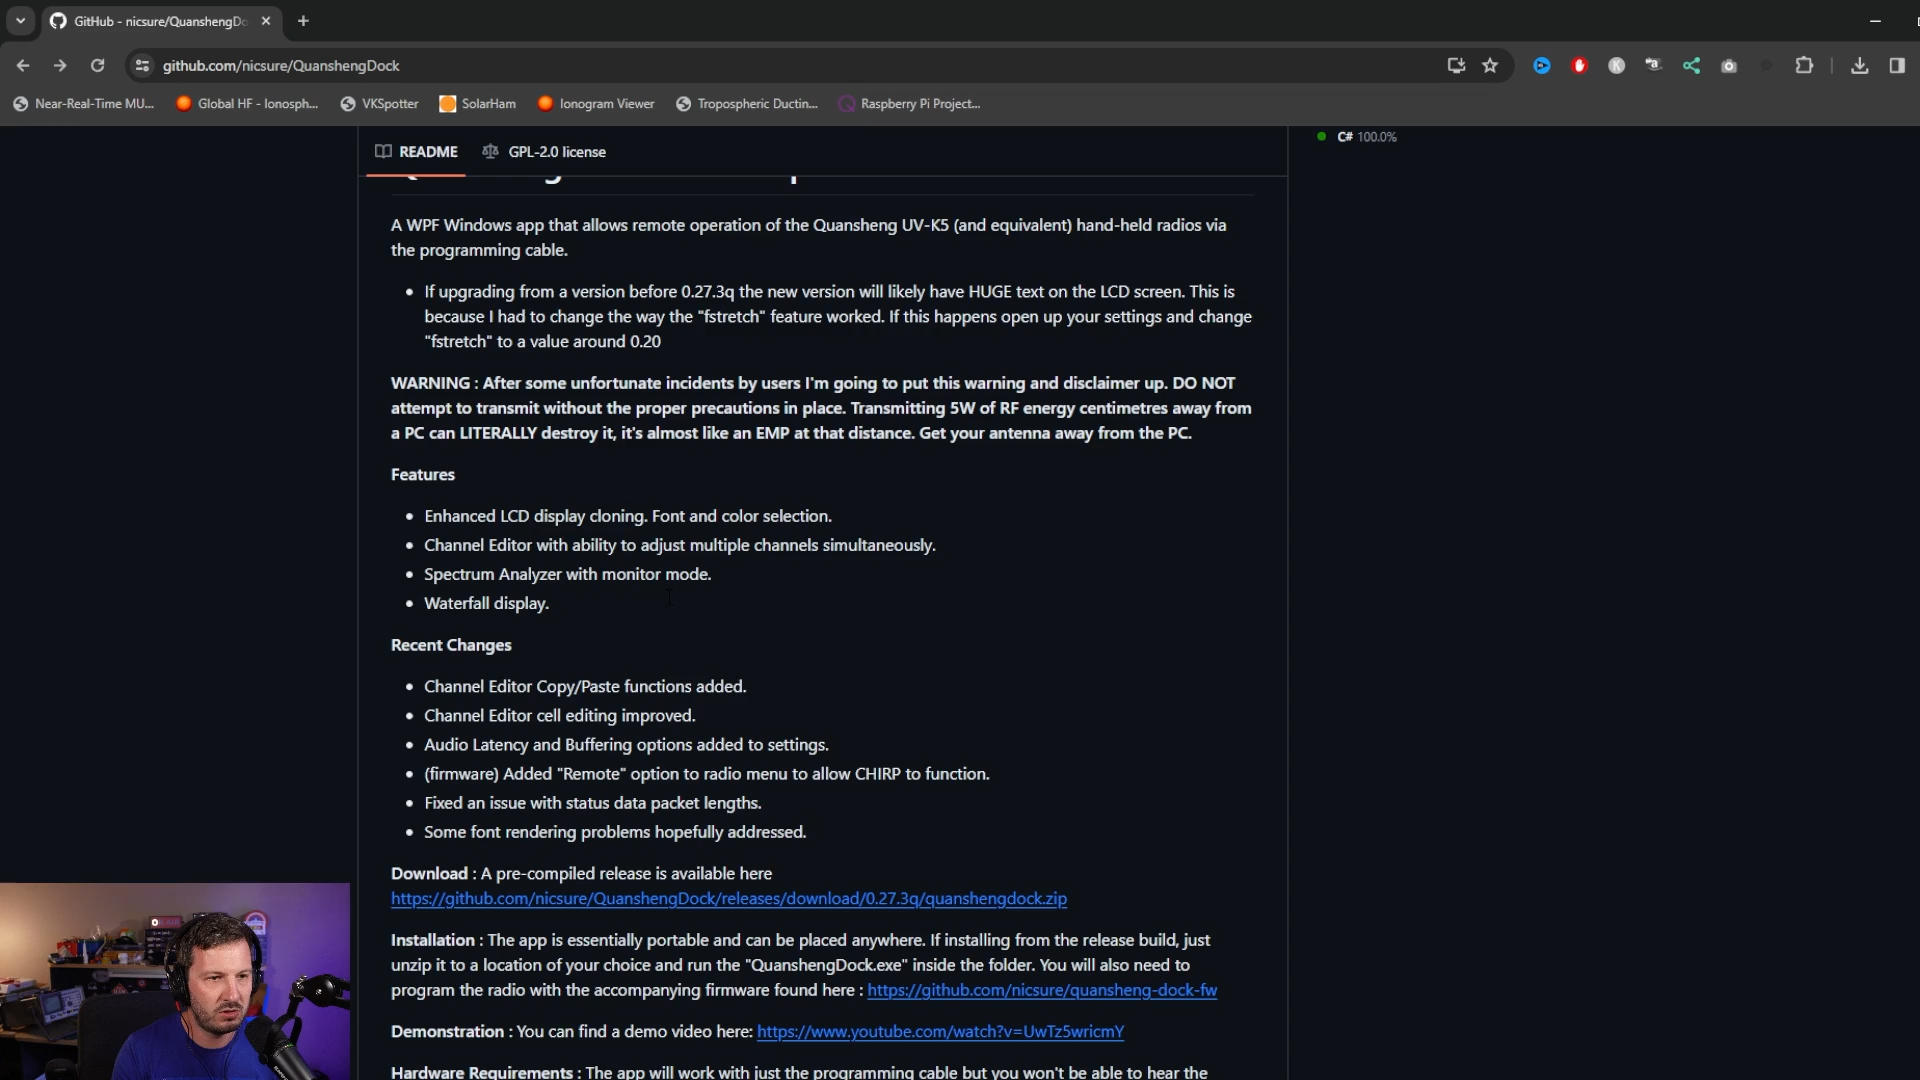 GitHub - nicsure/QuanshengDo
github.com/nicsure/QuanshengDock
Near-Real-Time MU...
Global HF - Ionosph...
VKSpotter
SolarHam
Ionogram Viewer
Tropospheric Ductin...
Raspberry Pi Project...
README
GPL-2.0 license
C# 100.0%
A WPF Windows app that allows remote operation of the Quansheng UV-K5 (and equivalent) hand-held radios via
the programming cable.
• If upgrading from a version before 0.27.3q the new version will likely have HUGE text on the LCD screen. This is
because I had to change the way the "fstretch" feature worked. If this happens open up your settings and change
"fstretch" to a value around 0.20
WARNING : After some unfortunate incidents by users I'm going to put this warning and disclaimer up. DO NOT
attempt to transmit without the proper precautions in place. Transmitting 5W of RF energy centimetres away from
a PC can LITERALLY destroy it, it's almost like an EMP at that distance. Get your antenna away from the PC.
Features
• Enhanced LCD display cloning. Font and color selection.
• Channel Editor with ability to adjust multiple channels simultaneously.
• Spectrum Analyzer with monitor mode.
• Waterfall display.
Recent Changes
• Channel Editor Copy/Paste functions added.
• Channel Editor cell editing improved.
• Audio Latency and Buffering options added to settings.
• (firmware) Added "Remote" option to radio menu to allow CHIRP to function.
• Fixed an issue with status data packet lengths.
• Some font rendering problems hopefully addressed.
Download : A pre-compiled release is available here
https://github.com/nicsure/QuanshengDock/releases/download/0.27.3q/quanshengdock.zip
Installation : The app is essentially portable and can be placed anywhere. If installing from the release build, just
unzip it to a location of your choice and run the "QuanshengDock.exe" inside the folder. You will also need to
program the radio with the accompanying firmware found here : https://github.com/nicsure/quansheng-dock-fw
Demonstration : You can find a demo video here: https://www.youtube.com/watch?v=UwTz5wricmY
Hardware Requirements : The app will work with just the programming cable but you won't be able to hear the